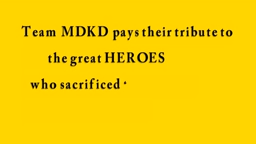 Team MDKD pays their tribute to
the great HEROES
who sacrificed